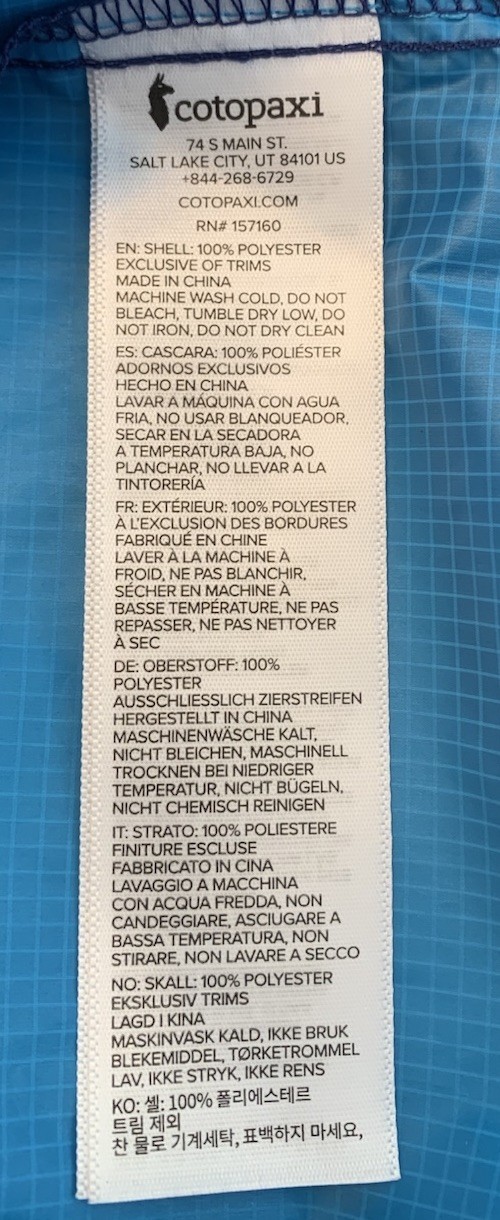 cotopaxi
74 S MAIN ST.
SALT LAKE CITY, UT 84101 US
+844-268-6729
COTOPAXI.COM
RN# 157160
EN: SHELL: 100% POLYESTER
EXCLUSIVE OF TRIMS
MADE IN CHINA
MACHINE WASH COLD, DO NOT
BLEACH, TUMBLE DRY LOW, DO
NOT IRON, DO NOT DRY CLEAN
ES: CASCARA: 100% POLIÉSTER
ADORNOS EXCLUSIVOS
HECHO EN CHINA
LAVAR A MÁQUINA CON AGUA
FRIA, NO USAR BLANQUEADOR,
SECAR EN LA SECADORA
A TEMPERATURA BAJA, NO
PLANCHAR, NO LLEVAR A LA
TINTORERÍA
FR: EXTÉRIEUR: 100% POLYESTER
À L'EXCLUSION DES BORDURES
FABRIQUÉ EN CHINE
LAVER À LA MACHINE À
FROID, NE PAS BLANCHIR,
SÉCHER EN MACHINE À
BASSE TEMPÉRATURE, NE PAS
REPASSER, NE PAS NETTOYER
À SEC
DE: OBERSTOFF: 100%
POLYESTER
AUSSCHLIESSLICH ZIERSTREIFEN
HERGESTELLT IN CHINA
MASCHINENWÄSCHE KALT,
NICHT BLEICHEN, MASCHINELL
TROCKNEN BEI NIEDRIGER
TEMPERATUR, NICHT BÜGELN,
NICHT CHEMISCH REINIGEN
IT: STRATO: 100% POLIESTERE
FINITURE ESCLUSE
FABBRICATO IN CINA
LAVAGGIO A MACCHINA
CON ACQUA FREDDA, NON
CANDEGGIARE, ASCIUGARE A
BASSA TEMPERATURA, NON
STIRARE, NON LAVARE A SECCO
NO: SKALL: 100% POLYESTER
EKSKLUSIV TRIMS
LAGD I KINA
MASKINVASK KALD, IKKE BRUK
BLEKEMIDDEL, TØRKETROMMEL
LAV, IKKE STRYK, IKKE RENS
KO: 셸: 100% 폴리에스테르
트림 제외
찬 물로 기계세탁, 표백하지 마세요,